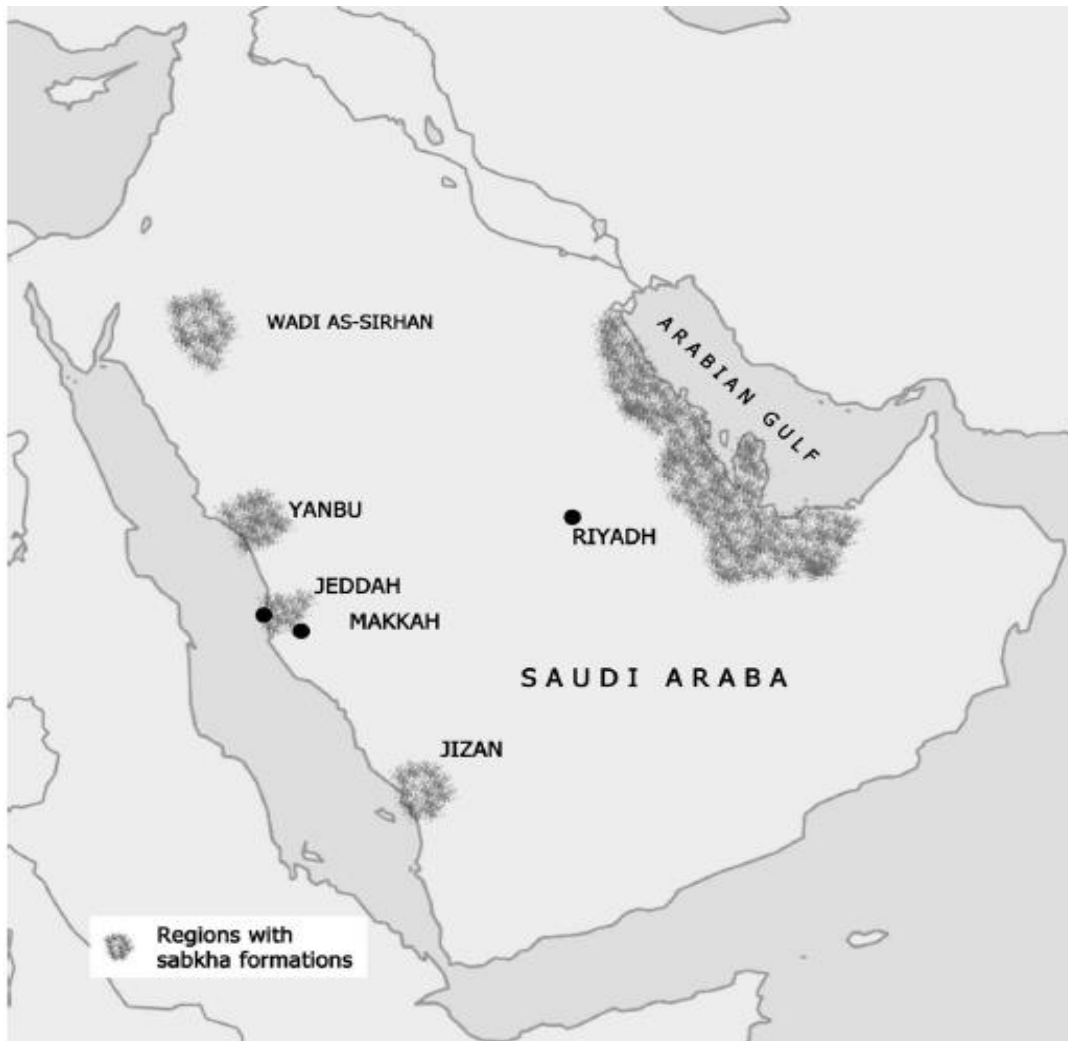 WADI AS-SIRHAN
ARABIAN GULF
YANBU
RIYADH
JEDDAH
MAKKAH
SAUDI ARABA
JIZAN
Regions with
sabkha formations